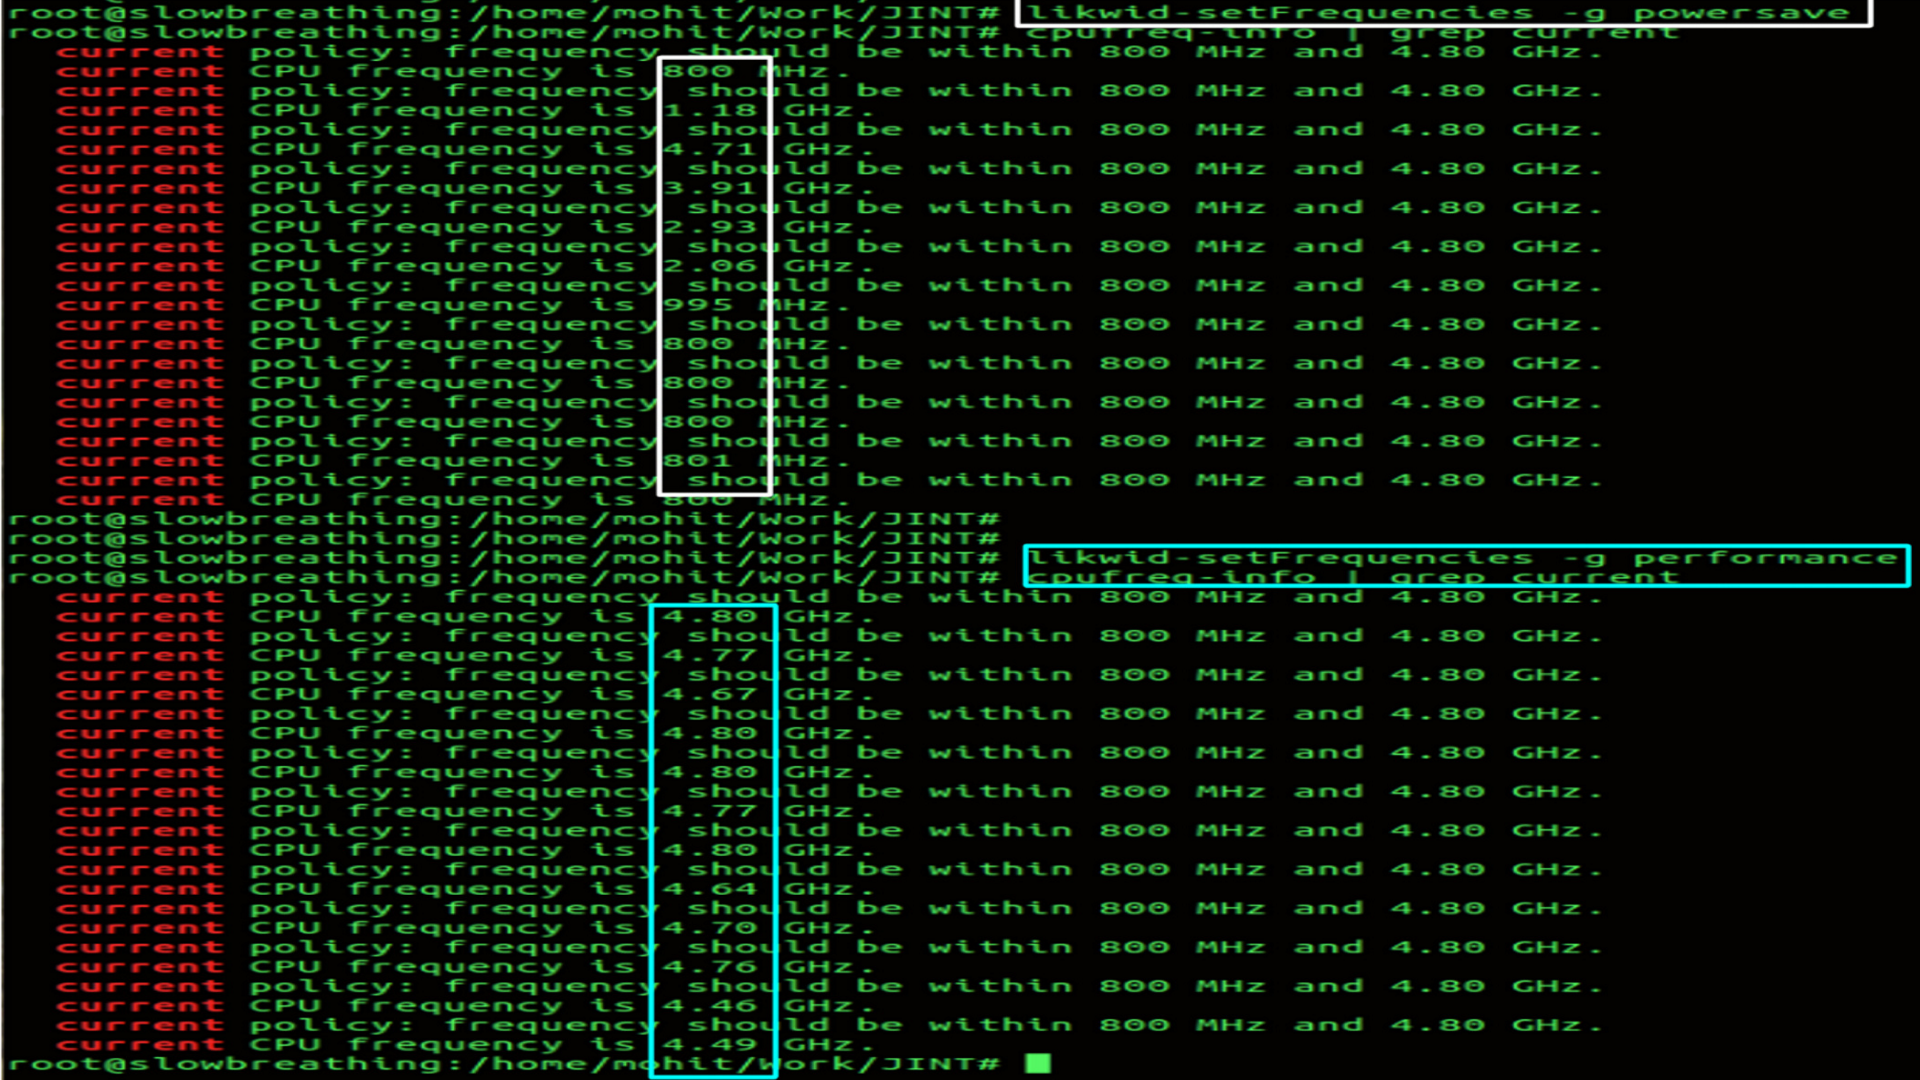 root@slowbreathing:/home/mohit/Work/JINT# likwid-setFrequencies -g powersave
root@slowbreathing:/home/mohit/Work/JINT# cpufreq-info | grep current
current policy: frequency should be within 800 MHz and 4.80 GHz.
current CPU frequency is 800 MHz.
current policy: frequency should be within 800 MHz and 4.80 GHz.
current CPU frequency is 1.18 GHz.
current policy: frequency should be within 800 MHz and 4.80 GHz.
current CPU frequency is 4.71 GHz.
current policy: frequency should be within 800 MHz and 4.80 GHz.
current CPU frequency is 3.91 GHz.
current policy: frequency should be within 800 MHz and 4.80 GHz.
current CPU frequency is 2.93 GHz.
current policy: frequency should be within 800 MHz and 4.80 GHz.
current CPU frequency is 2.06 GHz.
current policy: frequency should be within 800 MHz and 4.80 GHz.
current CPU frequency is 995 MHz.
current policy: frequency should be within 800 MHz and 4.80 GHz.
current CPU frequency is 800 MHz.
current policy: frequency should be within 800 MHz and 4.80 GHz.
current CPU frequency is 800 MHz.
current policy: frequency should be within 800 MHz and 4.80 GHz.
current CPU frequency is 800 MHz.
current policy: frequency should be within 800 MHz and 4.80 GHz.
current CPU frequency is 801 MHz.
current policy: frequency should be within 800 MHz and 4.80 GHz.
current CPU frequency is 800 MHz.
root@slowbreathing:/home/mohit/Work/JINT#
root@slowbreathing:/home/mohit/Work/JINT#
root@slowbreathing:/home/mohit/Work/JINT# likwid-setFrequencies -g performance
root@slowbreathing:/home/mohit/Work/JINT# cpufreq-info | grep current
current policy: frequency should be within 800 MHz and 4.80 GHz.
current CPU frequency is 4.80 GHz.
current policy: frequency should be within 800 MHz and 4.80 GHz.
current CPU frequency is 4.77 GHz.
current policy: frequency should be within 800 MHz and 4.80 GHz.
current CPU frequency is 4.67 GHz.
current policy: frequency should be within 800 MHz and 4.80 GHz.
current CPU frequency is 4.80 GHz.
current policy: frequency should be within 800 MHz and 4.80 GHz.
current CPU frequency is 4.80 GHz.
current policy: frequency should be within 800 MHz and 4.80 GHz.
current CPU frequency is 4.77 GHz.
current policy: frequency should be within 800 MHz and 4.80 GHz.
current CPU frequency is 4.80 GHz.
current policy: frequency should be within 800 MHz and 4.80 GHz.
current CPU frequency is 4.64 GHz.
current policy: frequency should be within 800 MHz and 4.80 GHz.
current CPU frequency is 4.70 GHz.
current policy: frequency should be within 800 MHz and 4.80 GHz.
current CPU frequency is 4.76 GHz.
current policy: frequency should be within 800 MHz and 4.80 GHz.
current CPU frequency is 4.46 GHz.
current policy: frequency should be within 800 MHz and 4.80 GHz.
current CPU frequency is 4.49 GHz.
root@slowbreathing:/home/mohit/Work/JINT#